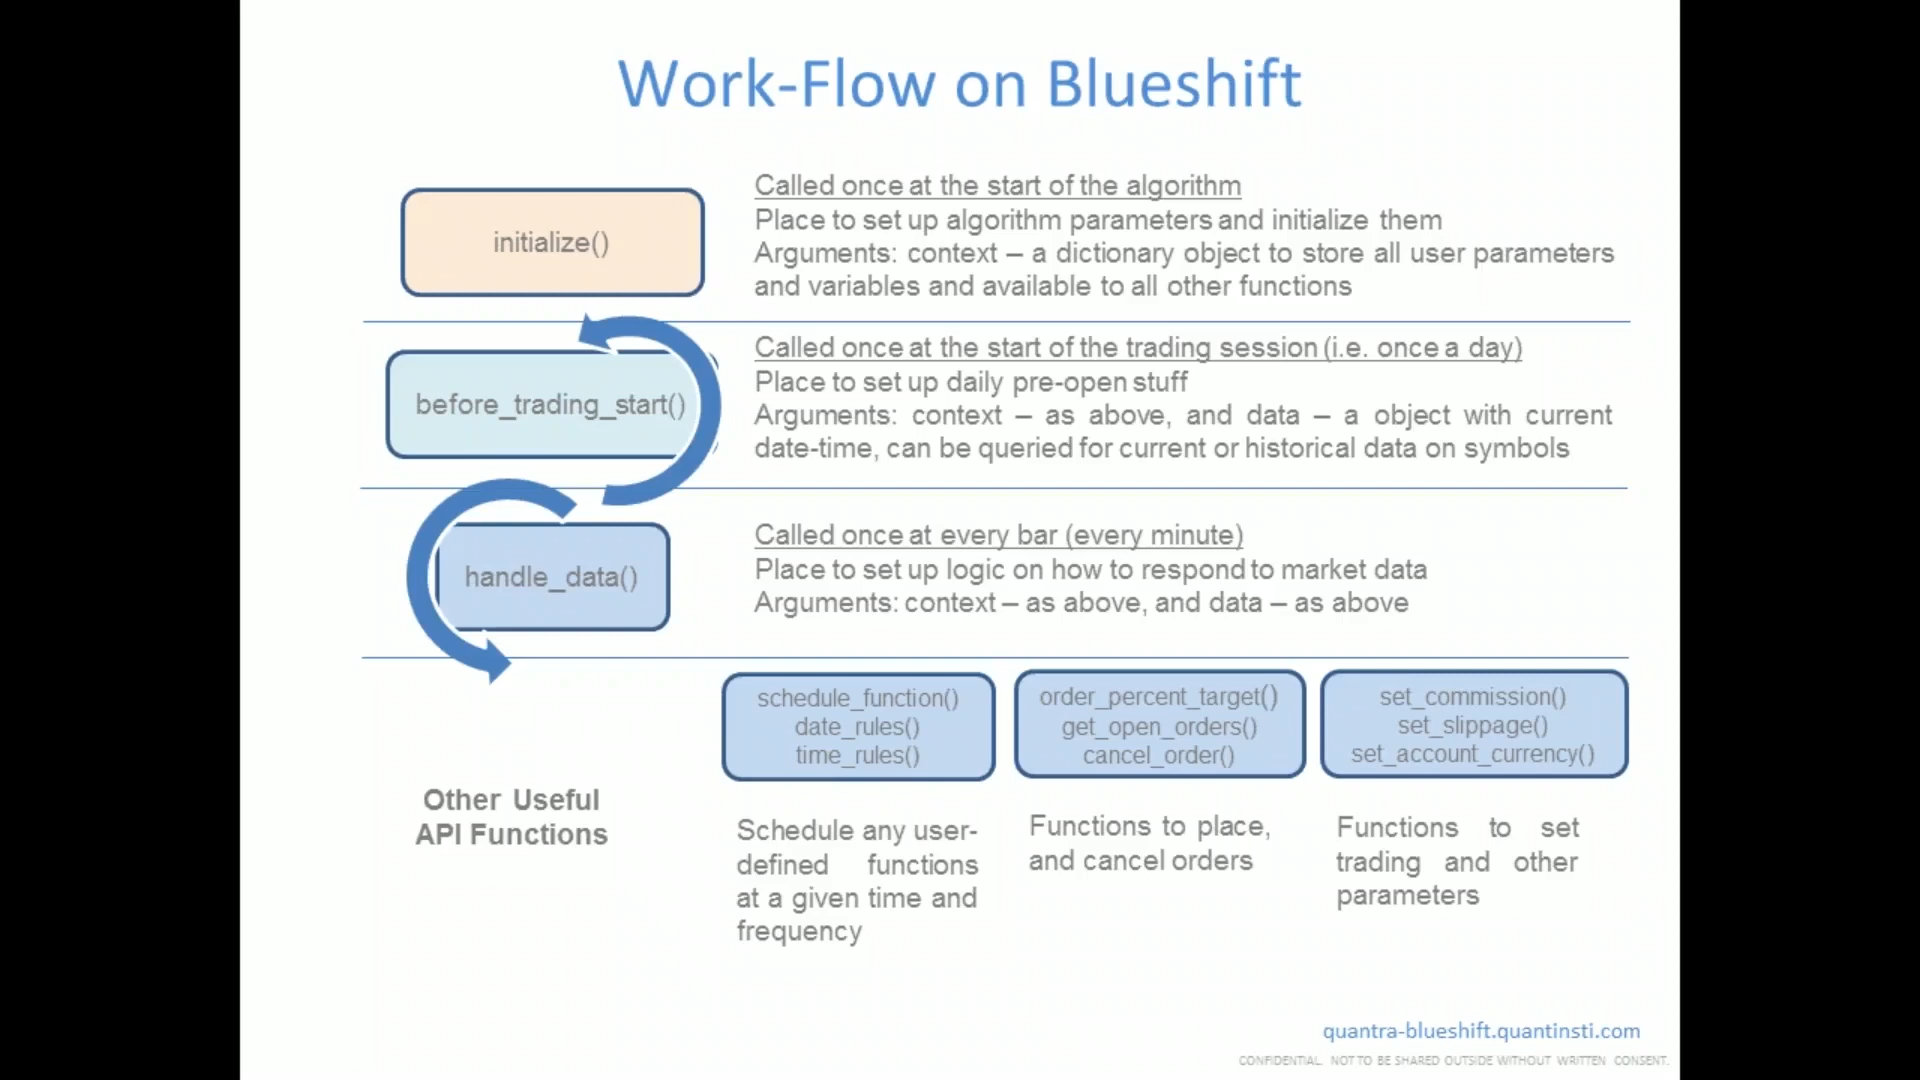 Work-Flow on Blueshift
initialize()
Called once at the start of the algorithm
Place to set up algorithm parameters and initialize them
Arguments: context – a dictionary object to store all user parameters
and variables and available to all other functions
before_trading_start()
Called once at the start of the trading session (i.e. once a day)
Place to set up daily pre-open stuff
Arguments: context – as above, and data – a object with current
date-time, can be queried for current or historical data on symbols
handle_data()
Called once at every bar (every minute)
Place to set up logic on how to respond to market data
Arguments: context – as above, and data – as above
Other Useful
API Functions
schedule_function()
date_rules()
time_rules()
Schedule any user-
defined functions
at a given time and
frequency
order_percent_target()
get_open_orders()
cancel_order()
Functions to place,
and cancel orders
set_commission()
set_slippage()
set_account_currency()
Functions to set
trading and other
parameters
quantra-blueshift.quantinsti.com
CONFIDENTIAL. NOT TO BE SHARED OUTSIDE WITHOUT WRITTEN CONSENT.